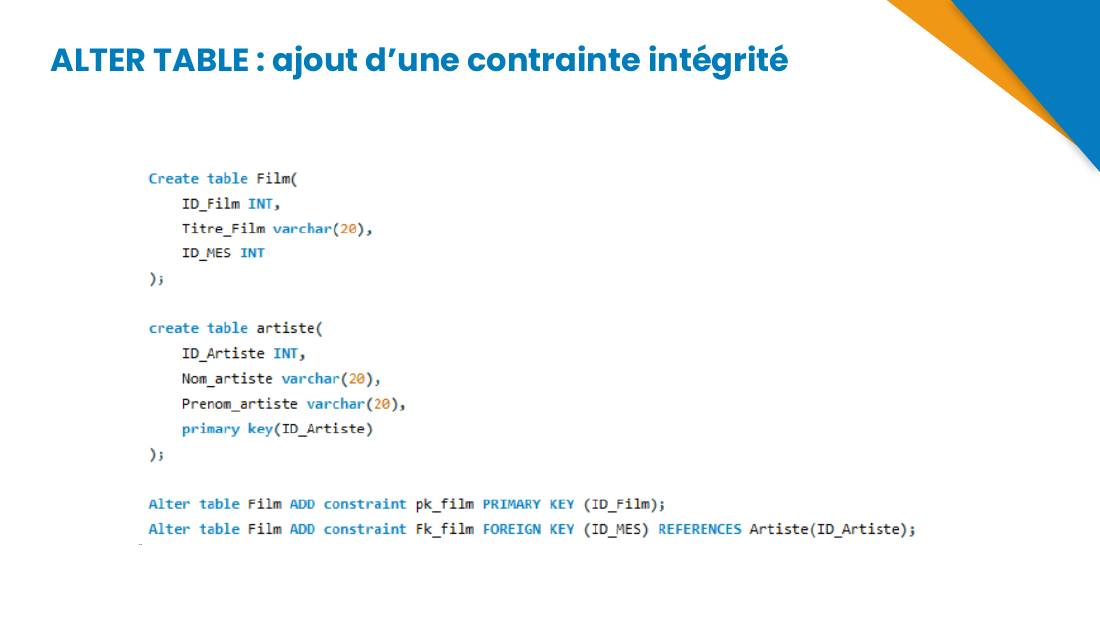 ALTER TABLE : ajout d’une contrainte intégrité
Create table Film(
    ID_Film INT,
    Titre_Film varchar(20),
    ID_MES INT
);
create table artiste(
    ID_Artiste INT,
    Nom_artiste varchar(20),
    Prenom_artiste varchar(20),
    primary key(ID_Artiste)
);
Alter table Film ADD constraint pk_film PRIMARY KEY (ID_Film);
Alter table Film ADD constraint Fk_film FOREIGN KEY (ID_MES) REFERENCES Artiste(ID_Artiste);